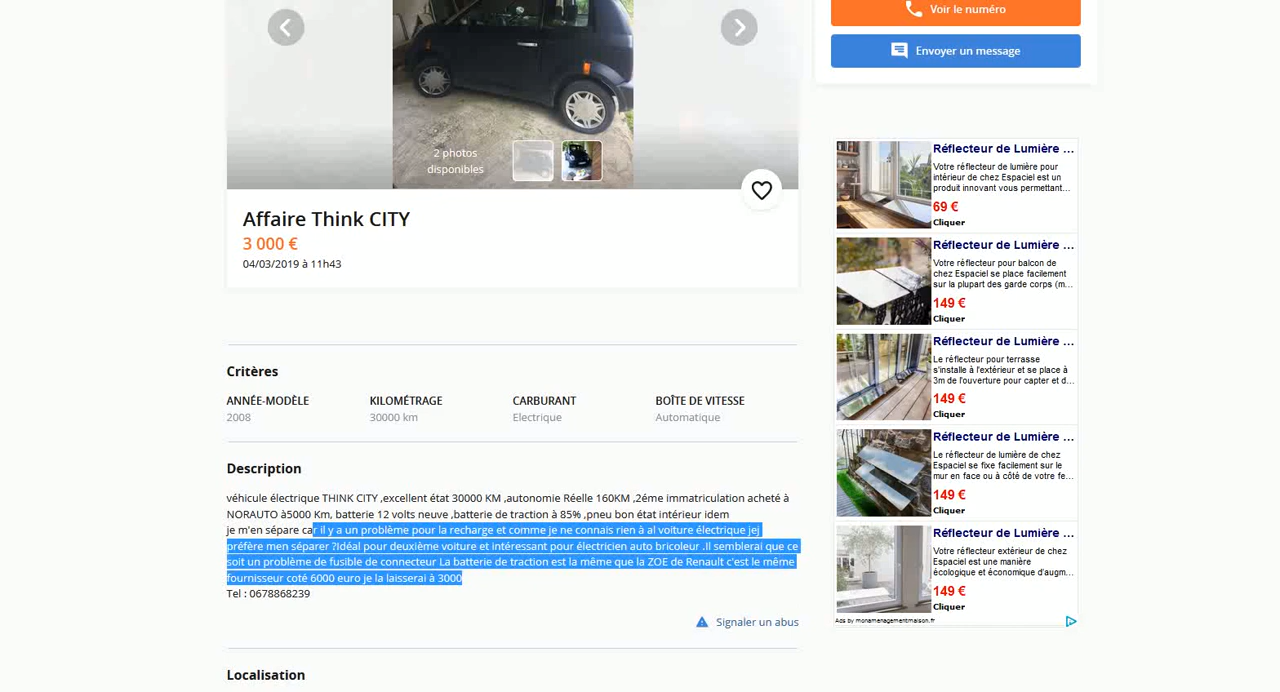 Voir le numéro
Envoyer un message
2 photos
disponibles
Affaire Think CITY
3 000 €
04/03/2019 à 11h43
Critères
ANNÉE-MODÈLE
2008
KILOMÉTRAGE
30000 km
CARBURANT
Electrique
BOÎTE DE VITESSE
Automatique
Description
véhicule électrique THINK CITY ,excellent état 30000 KM ,autonomie Réelle 160KM ,2éme immatriculation acheté à
NORAUTO à5000 Km, batterie 12 volts neuve ,batterie de traction à 85% ,pneu bon état intérieur idem
je m'en sépare car il y a un problème pour la recharge et comme je ne connais rien à al voiture électrique jej
préfère men séparer ?Idéal pour deuxième voiture et intéressant pour électricien auto bricoleur .Il semblerai que ce
soit un problème de fusible de connecteur La batterie de traction est la même que la ZOE de Renault c'est le même
fournisseur coté 6000 euro je la laisserai à 3000
Tel : 0678868239
Signaler un abus
Localisation
Réflecteur de Lumière ...
Votre réflecteur de lumière pour
intérieur de chez Espaciel est un
produit innovant vous permettant...
69 €
Cliquer
Réflecteur de Lumière ...
Votre réflecteur pour balcon de
chez Espaciel se place facilement
sur la plupart des garde corps (m...
149 €
Cliquer
Réflecteur de Lumière ...
Le réflecteur pour terrasse
s'installe à l'extérieur et se place à
3m de l'ouverture pour capter et d...
149 €
Cliquer
Réflecteur de Lumière ...
Le réflecteur de lumière de chez
Espaciel se fixe facilement sur le
mur en face ou à côté de votre fe...
149 €
Cliquer
Réflecteur de Lumière ...
Votre réflecteur extérieur de chez
Espaciel est une manière
écologique et économique d'augm...
149 €
Cliquer
Ads by monamenagementmaison.fr